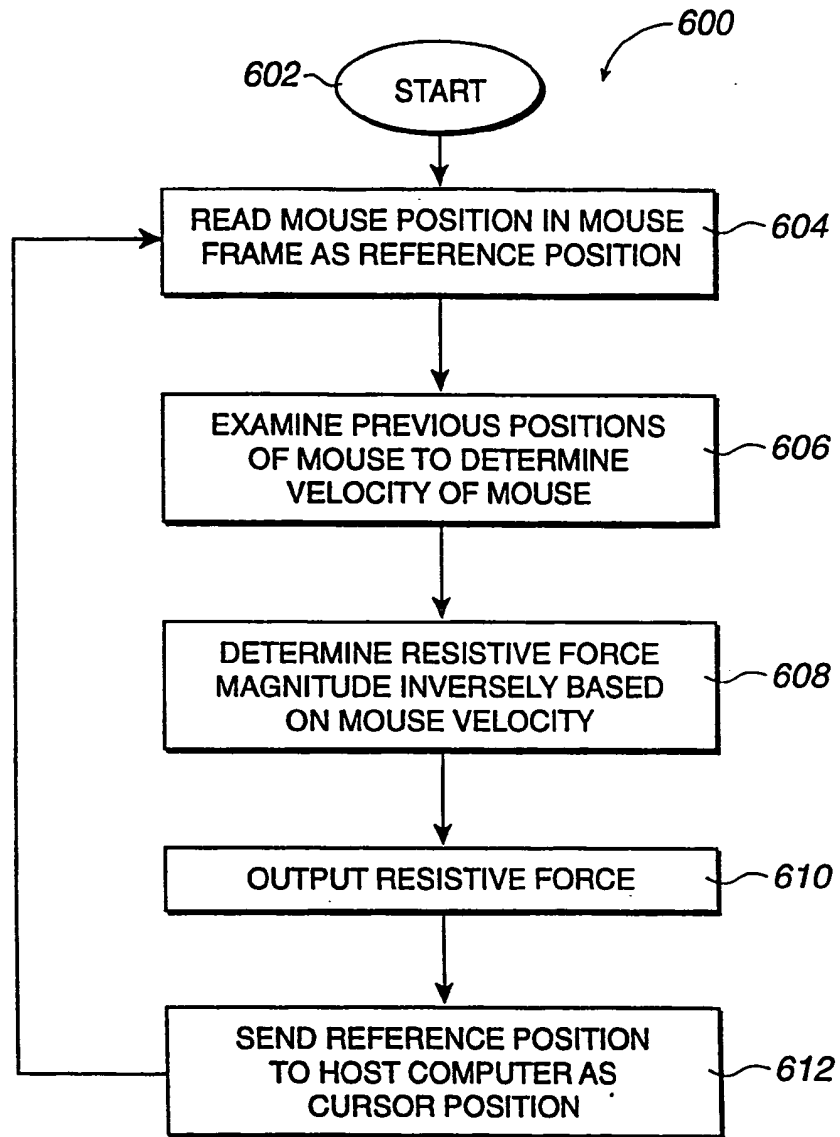 600
602
START
READ MOUSE POSITION IN MOUSE
FRAME AS REFERENCE POSITION
604
EXAMINE PREVIOUS POSITIONS
OF MOUSE TO DETERMINE
VELOCITY OF MOUSE
606
DETERMINE RESISTIVE FORCE
MAGNITUDE INVERSELY BASED
ON MOUSE VELOCITY
608
OUTPUT RESISTIVE FORCE
610
SEND REFERENCE POSITION
TO HOST COMPUTER AS
CURSOR POSITION
612